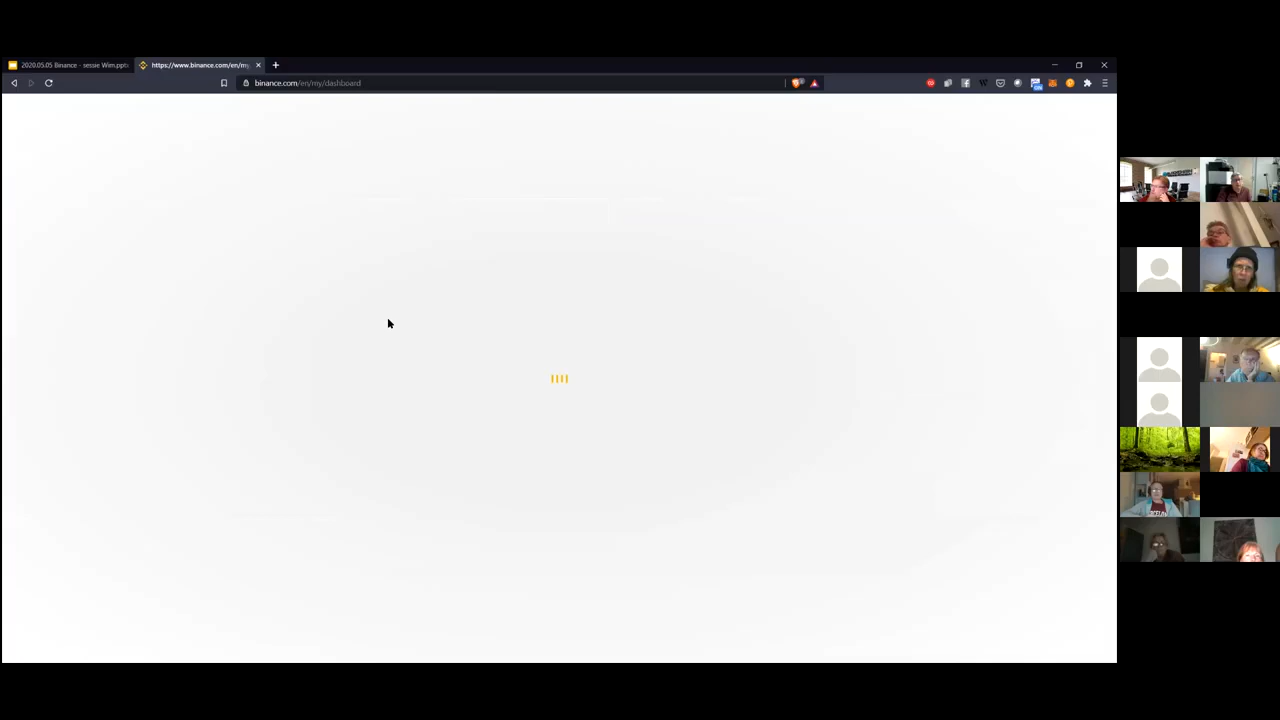 2020.05.05 Binance - sessie Wim.pptx
https://www.binance.com/en/my
binance.com/en/my/dashboard